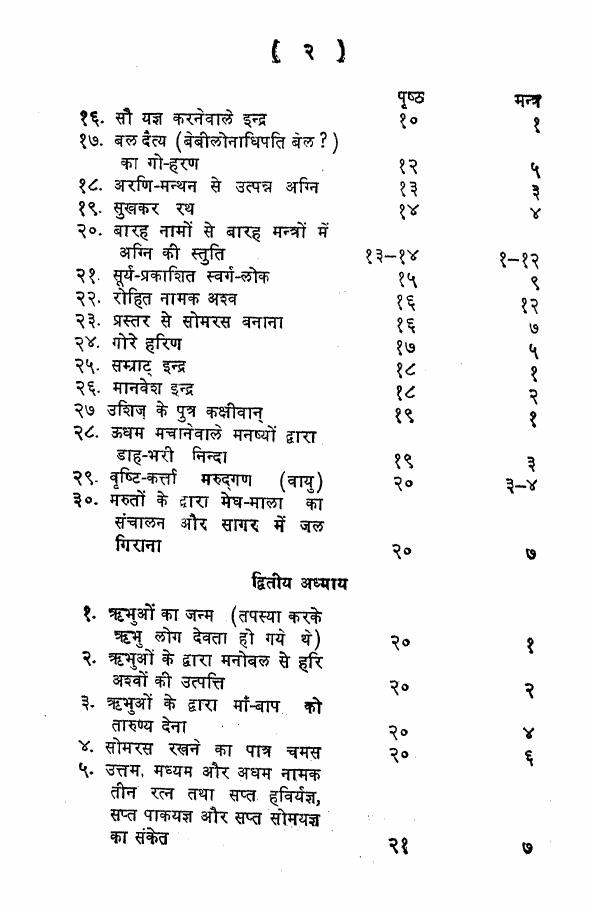 ( २ )
पृष्ठ मन्त्र
१६. सौ यज्ञ करनेवाले इन्द्र १० १
१७. बल दैत्य (बेबीलोनाधिपति बेल ?)
का गो-हरण १२ ५
१८. अरणि-मन्थन से उत्पन्न अग्नि १३ ३
१९. सुखकर रथ १४ ४
२०. बारह नामों से बारह मन्त्रों में
अग्नि की स्तुति १३–१४ १–१२
२१. सूर्य-प्रकाशित स्वर्ग-लोक १५ ९
२२. रोहित नामक अश्व १६ १२
२३. प्रस्तर से सोमरस बनाना १६ ७
२४. गोरे हरिण १७ ५
२५. सम्राट् इन्द्र १८ १
२६. मानवेश इन्द्र १८ २
२७ उशिज् के पुत्र कक्षीवान् १९ १
२८. ऊधम मचानेवाले मनष्यों द्वारा
डाह-भरी निन्दा १९ ३
२९. वृष्टि-कर्त्ता मरुद्गण (वायु) २० ३–४
३०. मरुतों के द्वारा मेघ-माला का
संचालन और सागर में जल
गिराना २० ७
द्वितीय अध्याय
१. ऋभुओं का जन्म (तपस्या करके
ऋभु लोग देवता हो गये थे) २० १
२. ऋभुओं के द्वारा मनोबल से हरि
अश्वों की उत्पत्ति २० २
३. ऋभुओं के द्वारा माँ-बाप को
तारुण्य देना २० ४
४. सोमरस रखने का पात्र चमस २० ६
५. उत्तम, मध्यम और अधम नामक
तीन रत्न तथा सप्त हविर्यज्ञ,
सप्त पाकयज्ञ और सप्त सोमयज्ञ
का संकेत २१ ७